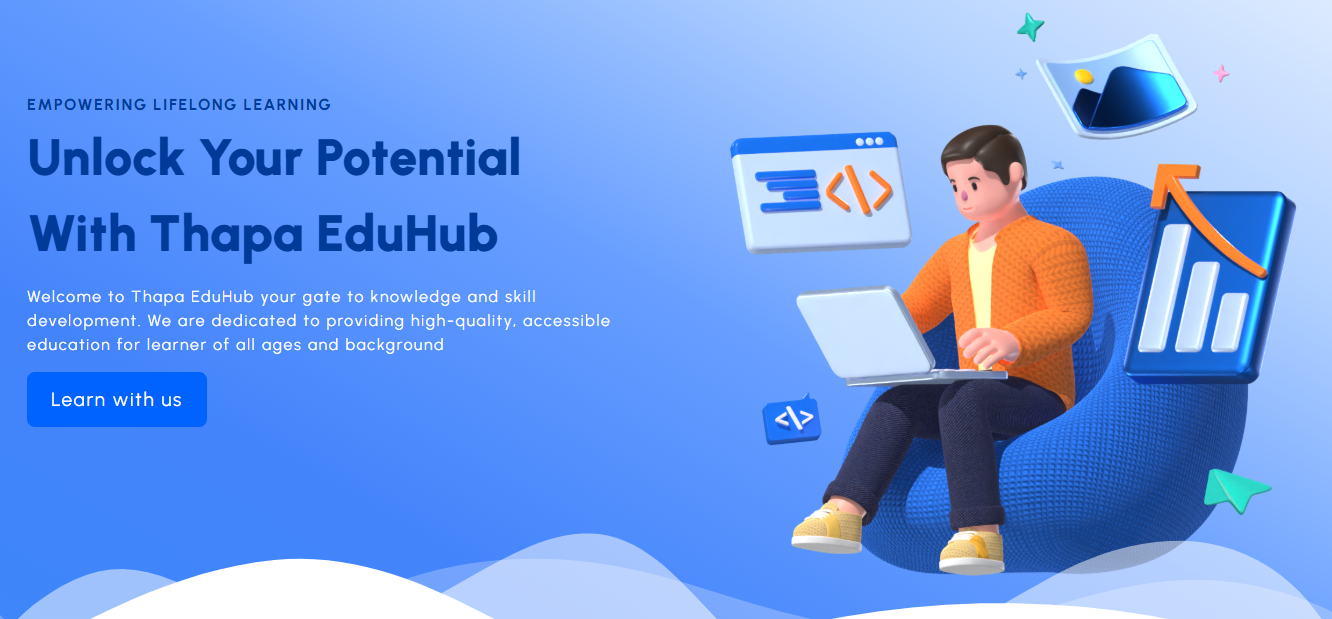 EMPOWERING LIFELONG LEARNING
Unlock Your Potential
With Thapa EduHub
Welcome to Thapa EduHub your gate to knowledge and skill
development. We are dedicated to providing high-quality, accessible
education for learner of all ages and background
Learn with us